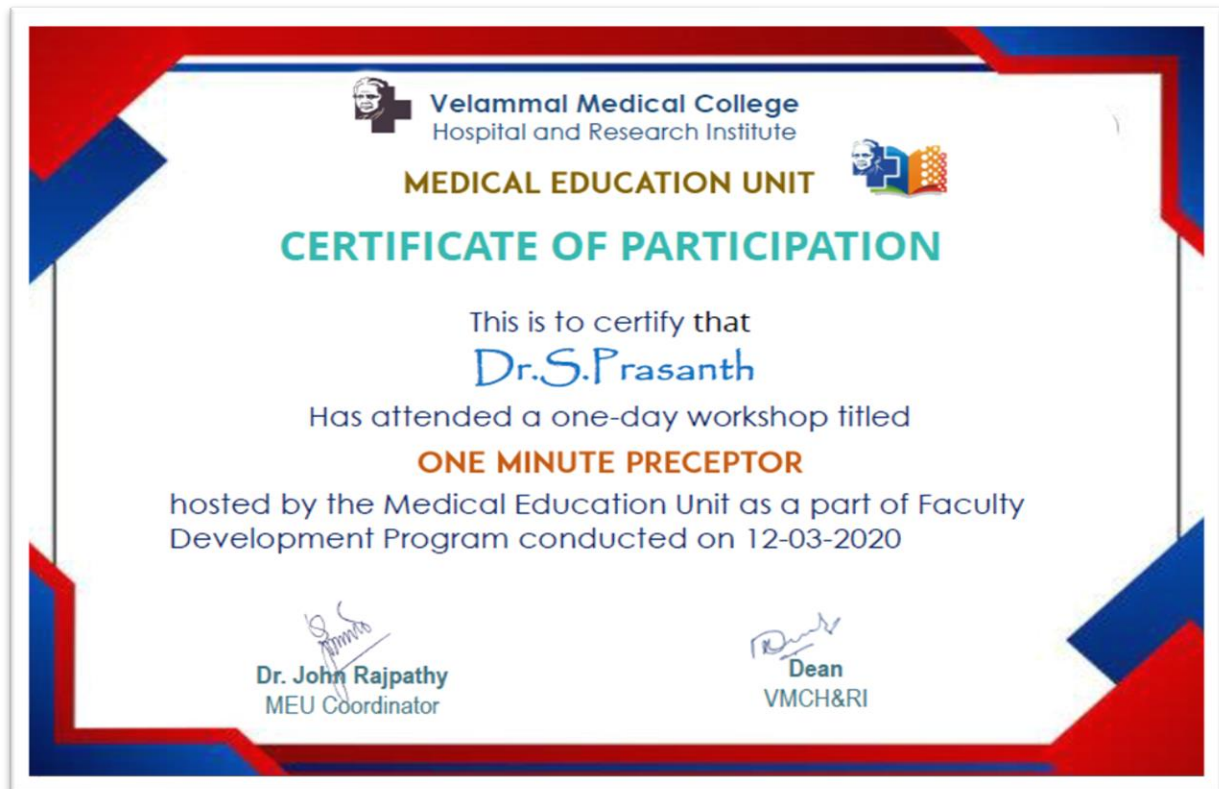 Velammal Medical College
Hospital and Research Institute
MEDICAL EDUCATION UNIT
CERTIFICATE OF PARTICIPATION
This is to certify that
Dr.S.Prasanth
Has attended a one-day workshop titled
ONE MINUTE PRECEPTOR
hosted by the Medical Education Unit as a part of Faculty
Development Program conducted on 12-03-2020
Dr. John Rajpathy
MEU Coordinator
Dean
VMCH&RI